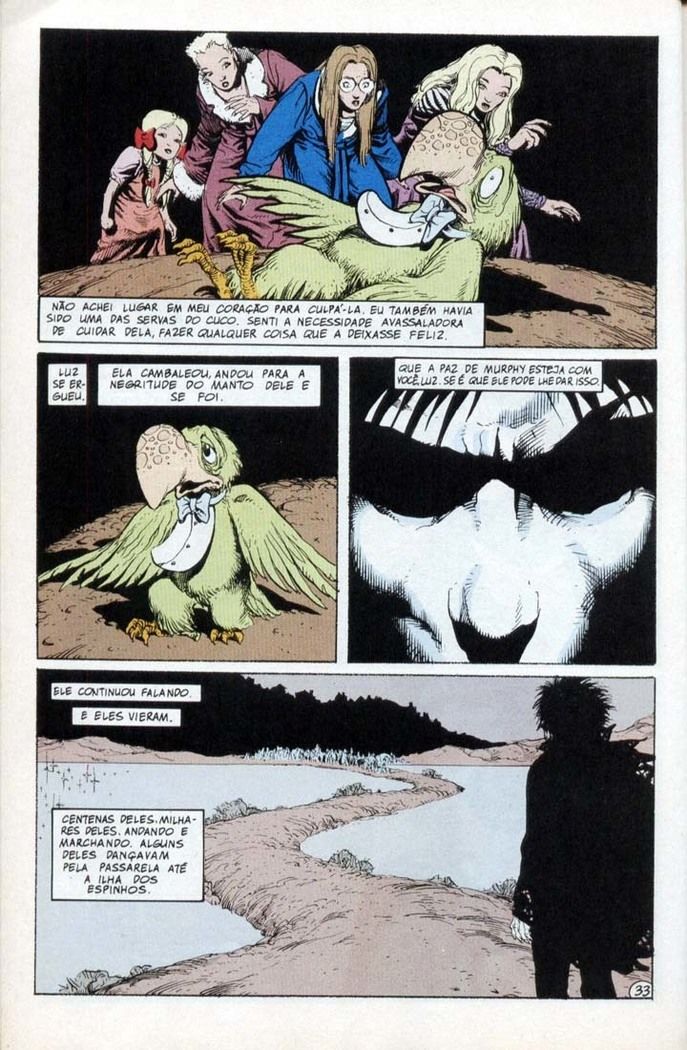 NÃO ACHEI LUGAR EM MEU CORAÇÃO PARA CULPÁ-LA. EU TAMBÉM HAVIA
SIDO UMA DAS SERVAS DO CUCO. SENTI A NECESSIDADE AVASSALADORA
DE CUIDAR DELA, FAZER QUALQUER COISA QUE A DEIXASSE FELIZ.
LUZ
SE ER-
GUEU.
ELA CAMBALEOU, ANDOU PARA A
NEGRITUDE DO MANTO DELE E
SE FOI.
QUE A PAZ DE MURPHY ESTEJA COM
VOCÊ, LUZ. SE É QUE ELE PODE LHE DAR ISSO.
ELE CONTINUOU FALANDO.
E ELES VIERAM.
CENTENAS DELES, MILHA-
RES DELES, ANDANDO E
MARCHANDO. ALGUNS
DELES DANÇAVAM
PELA PASSARELA ATÉ
A ILHA DOS
ESPINHOS.
33